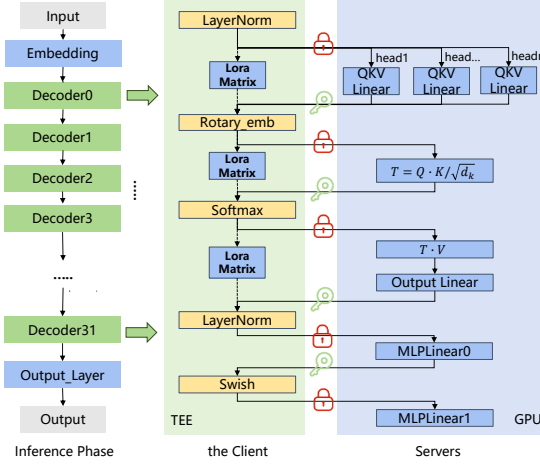 Input
Embedding
Decoder0
Decoder1
Decoder2
Decoder3
.....
Decoder31
Output_Layer
Output
Inference Phase
LayerNorm
Lora
Matrix
Rotary_emb
Lora
Matrix
Softmax
Lora
Matrix
LayerNorm
Swish
TEE
the Client
head1
head...
headn
QKV
Linear
QKV
Linear
QKV
Linear
T = Q · K/√d_k
T · V
Output Linear
MLPLinear0
MLPLinear1
GPU
Servers